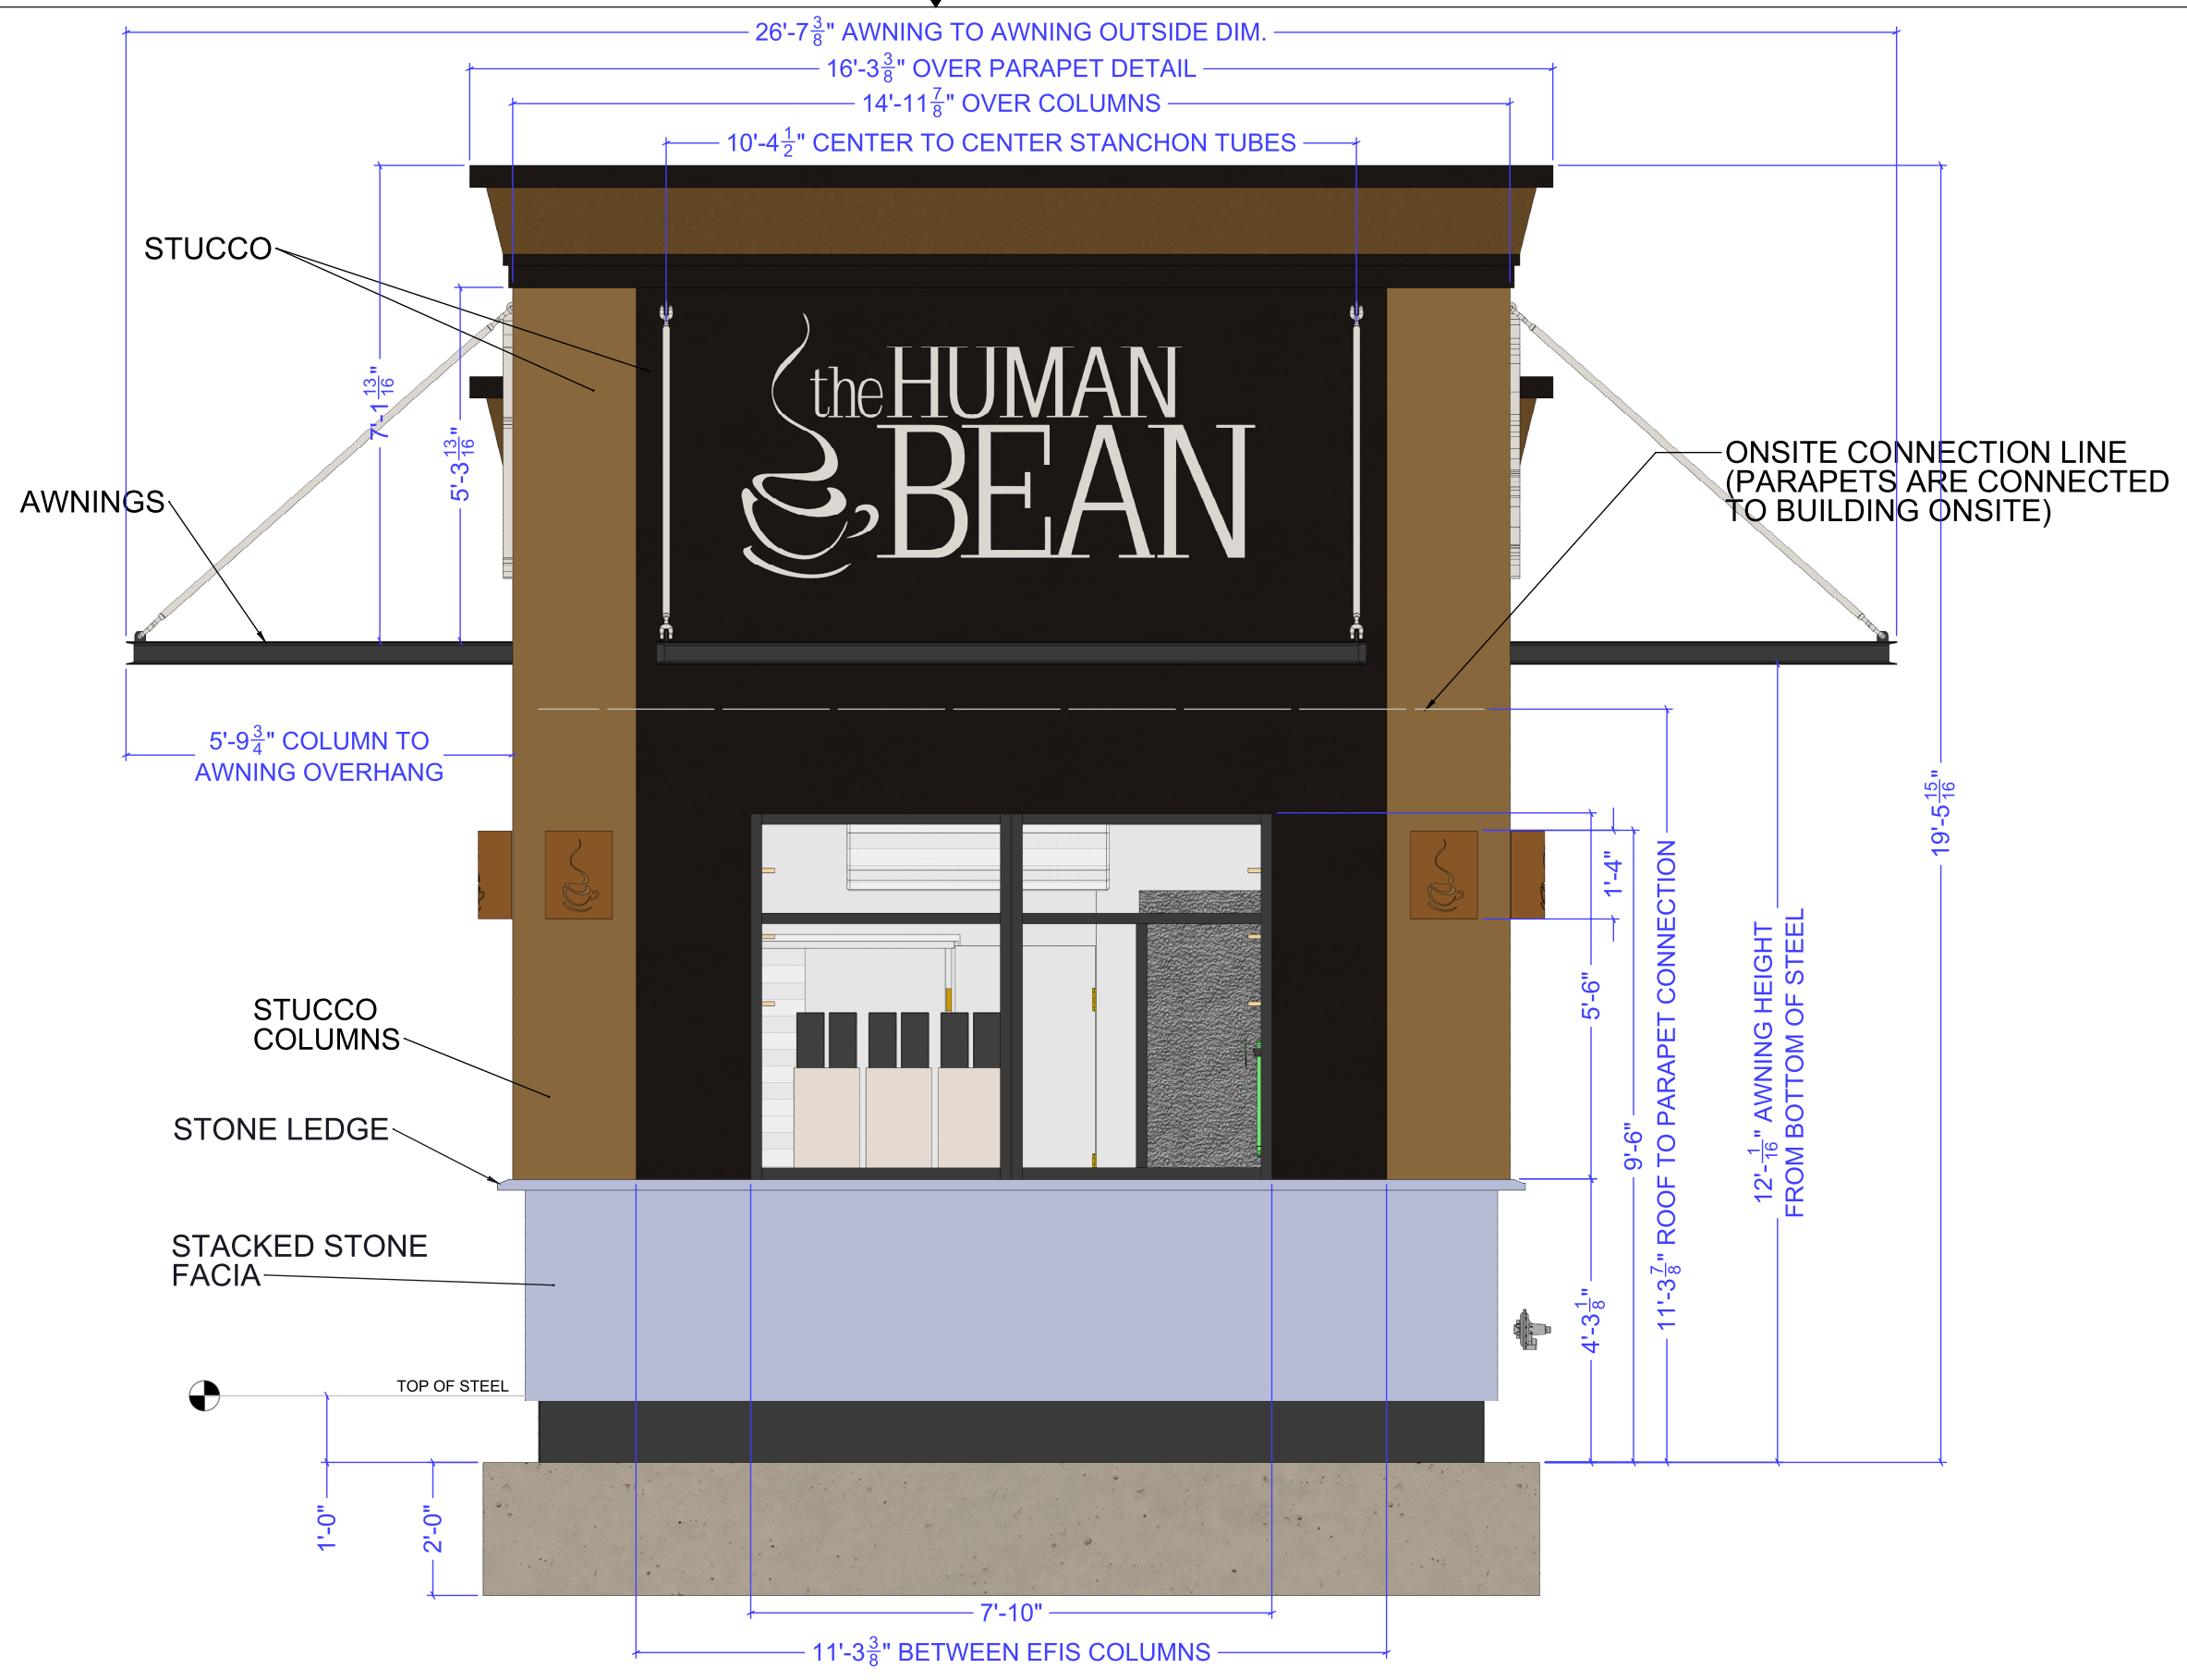 26'-7 3/8" AWNING TO AWNING OUTSIDE DIM.
16'-3 3/8" OVER PARAPET DETAIL
14'-11 7/8" OVER COLUMNS
10'-4 1/2" CENTER TO CENTER STANCHON TUBES
STUCCO
the HUMAN
BEAN
7'-1 13/16"
5'-3 13/16"
AWNINGS
ONSITE CONNECTION LINE
(PARAPETS ARE CONNECTED
TO BUILDING ONSITE)
5'-9 3/4" COLUMN TO
AWNING OVERHANG
19'-5 15/16"
1'-4"
5'-6"
9'-6"
11'-3 7/8" ROOF TO PARAPET CONNECTION
12'- 1/16" AWNING HEIGHT
FROM BOTTOM OF STEEL
4'-3 1/8"
STUCCO
COLUMNS
STONE LEDGE
STACKED STONE
FACIA
TOP OF STEEL
1'-0"
2'-0"
7'-10"
11'-3 3/8" BETWEEN EFIS COLUMNS